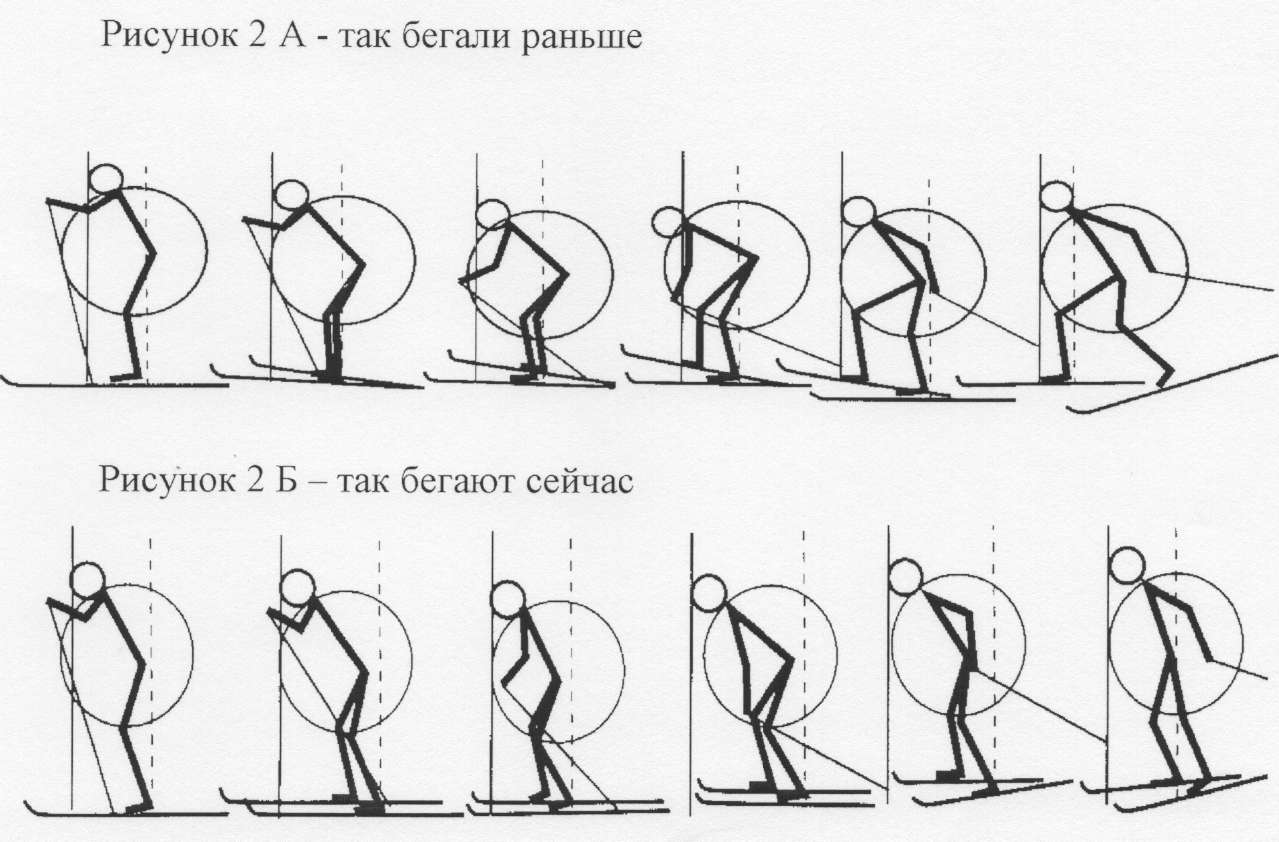 Рисунок 2 А - так бегали раньше
Рисунок 2 Б – так бегают сейчас